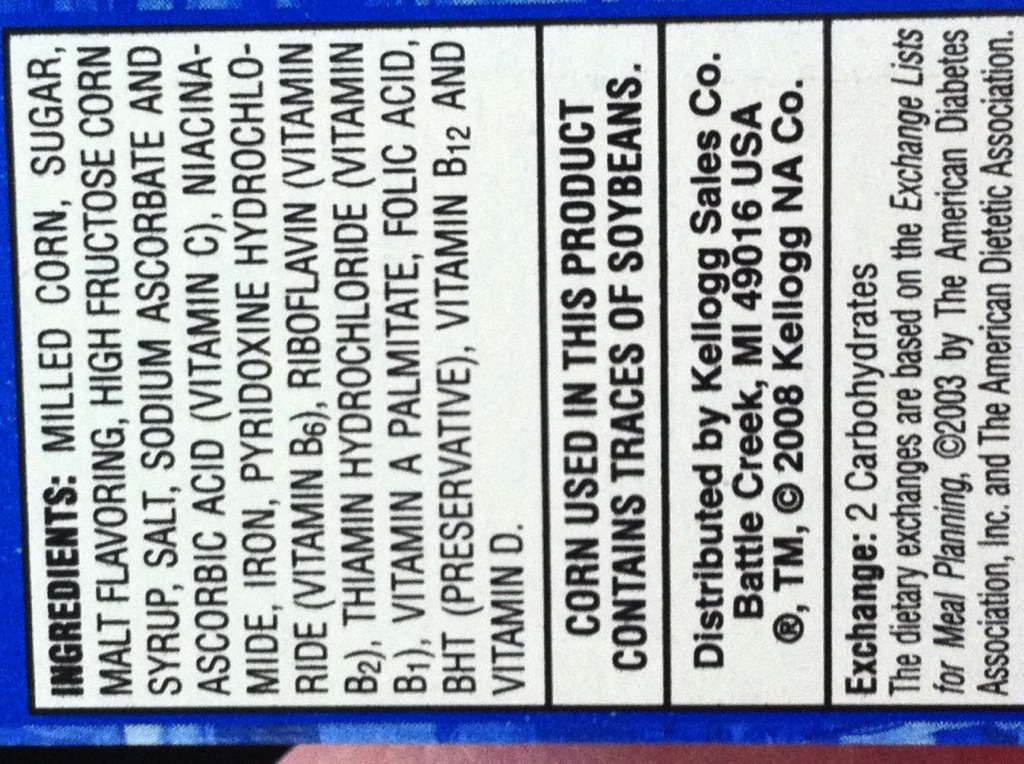 INGREDIENTS: MILLED CORN, SUGAR,
MALT FLAVORING, HIGH FRUCTOSE CORN
SYRUP, SALT, SODIUM ASCORBATE AND
ASCORBIC ACID (VITAMIN C), NIACINA-
MIDE, IRON, PYRIDOXINE HYDROCHLO-
RIDE (VITAMIN B6), RIBOFLAVIN (VITAMIN
B2), THIAMIN HYDROCHLORIDE (VITAMIN
B1), VITAMIN A PALMITATE, FOLIC ACID,
BHT (PRESERVATIVE), VITAMIN B12 AND
VITAMIN D.
CORN USED IN THIS PRODUCT
CONTAINS TRACES OF SOYBEANS.
Distributed by Kellogg Sales Co.
Battle Creek, MI 49016 USA
®, TM, © 2008 Kellogg NA Co.
Exchange: 2 Carbohydrates
The dietary exchanges are based on the Exchange Lists
for Meal Planning, ©2003 by The American Diabetes
Association, Inc. and The American Dietetic Association.